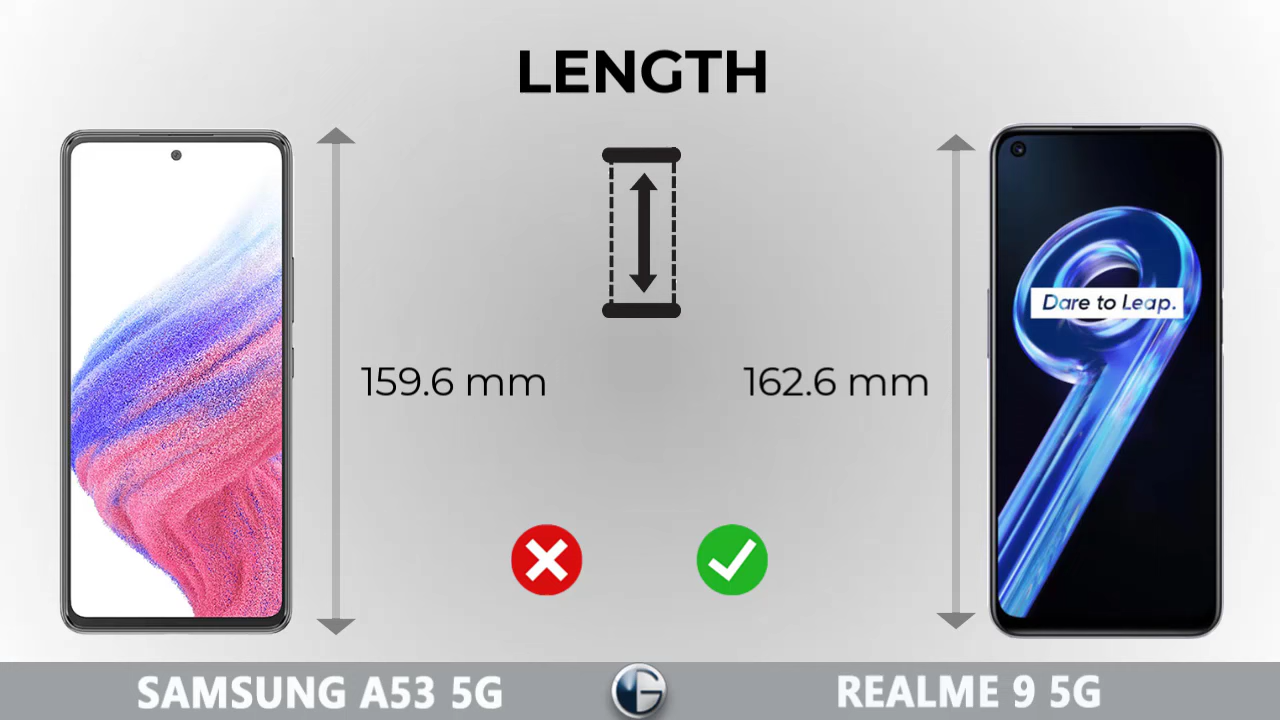 LENGTH
Dare to Leap.
159.6 mm
162.6 mm
SAMSUNG A53 5G
G
REALME 9 5G